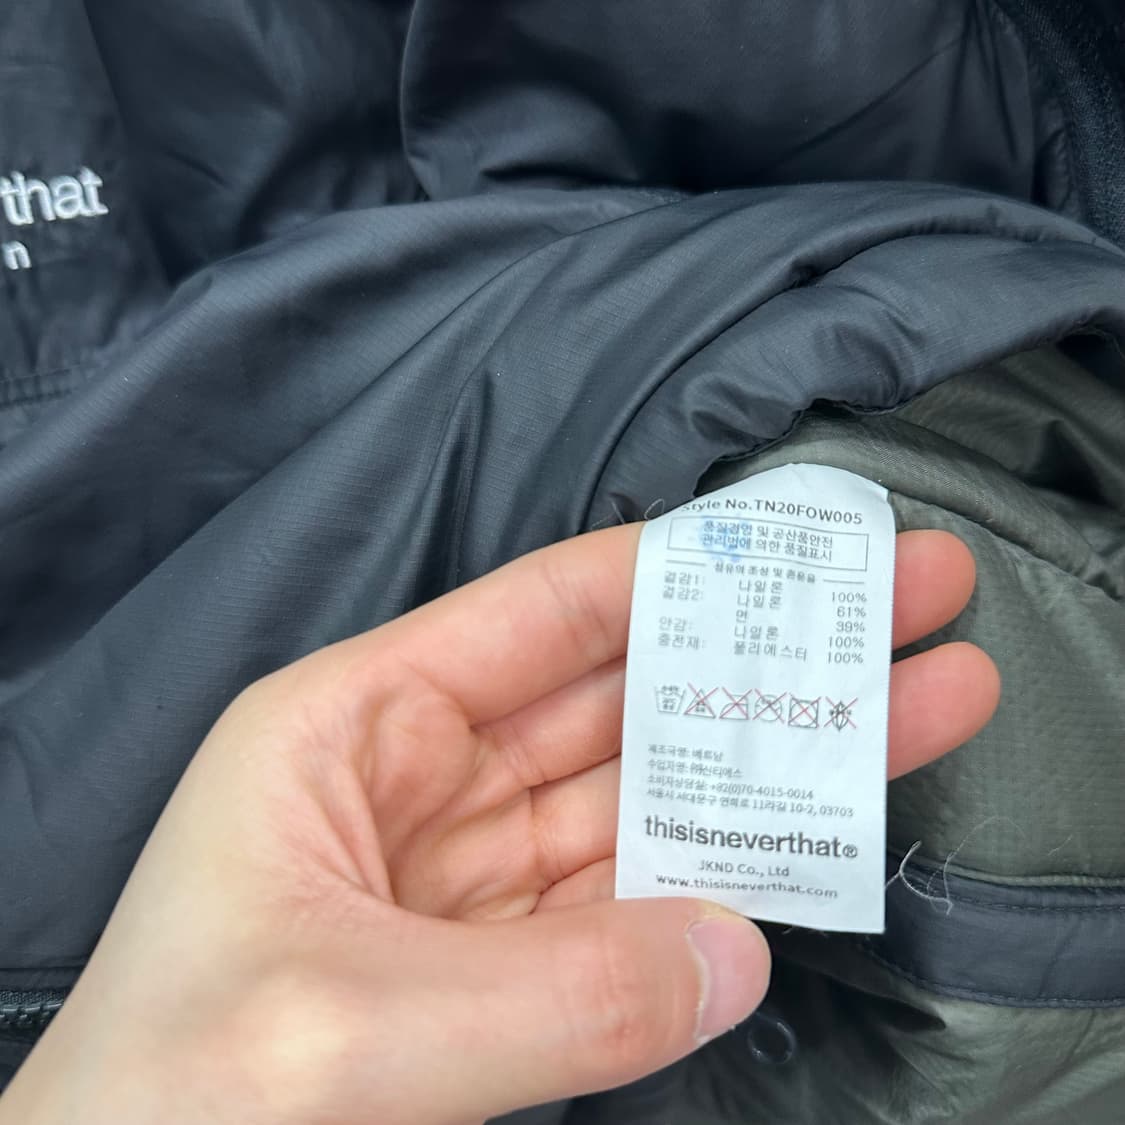 that
n
Style No.TN20FOW005
품질경영 및 공산품안전
관리법에 의한 품질표시
섬유의 조성 및 혼용율
겉감1: 나일론 100%
겉감2: 나일론 61%
면 39%
안감: 나일론 100%
충전재: 폴리에스터 100%
제조국명: 베트남
수입자명: ㈜신티에스
소비자상담실: +82(0)70-4015-0014
서울시 서대문구 연희로 11라길 10-2, 03703
thisisneverthat®
JKND Co., Ltd
www.thisisneverthat.com